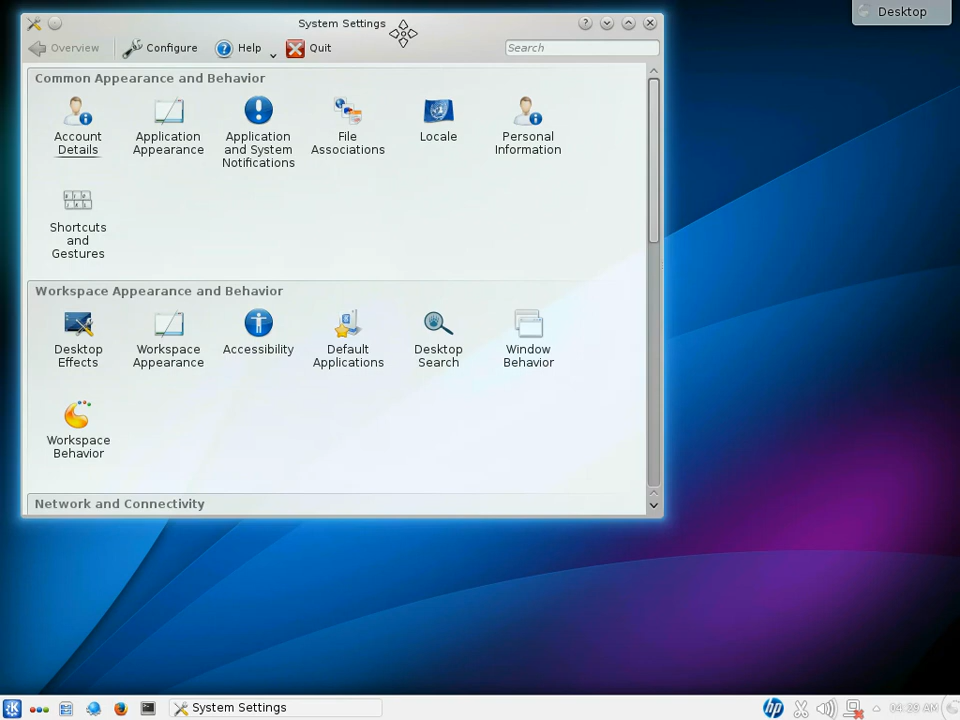 System Settings
Desktop
Overview
Configure
Help
Quit
Search
Common Appearance and Behavior
Account
Details
Application
Appearance
Application
and System
Notifications
File
Associations
Locale
Personal
Information
Shortcuts
and
Gestures
Workspace Appearance and Behavior
Desktop
Effects
Workspace
Appearance
Accessibility
Default
Applications
Desktop
Search
Window
Behavior
Workspace
Behavior
Network and Connectivity
System Settings
hp
04:29 AM